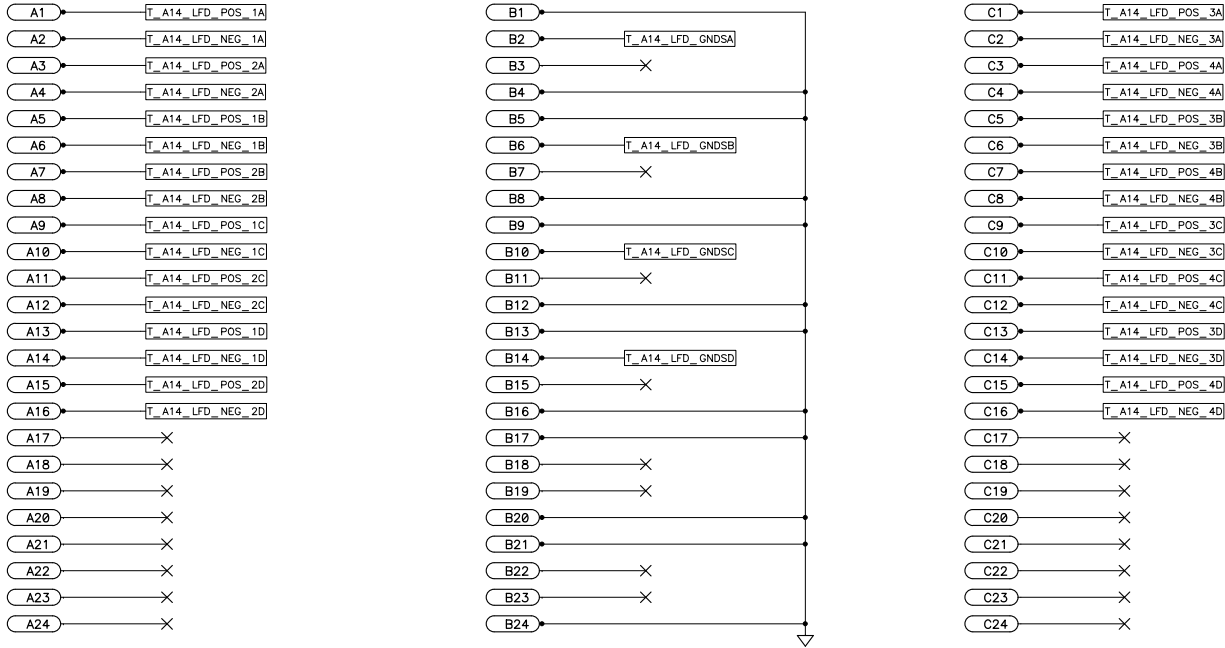 A1 T_A14_LFD_POS_1A B1 C1 T_A14_LFD_POS_3A
A2 T_A14_LFD_NEG_1A B2 T_A14_LFD_GNDSA C2 T_A14_LFD_NEG_3A
A3 T_A14_LFD_POS_2A B3 C3 T_A14_LFD_POS_4A
A4 T_A14_LFD_NEG_2A B4 C4 T_A14_LFD_NEG_4A
A5 T_A14_LFD_POS_1B B5 C5 T_A14_LFD_POS_3B
A6 T_A14_LFD_NEG_1B B6 T_A14_LFD_GNDSB C6 T_A14_LFD_NEG_3B
A7 T_A14_LFD_POS_2B B7 C7 T_A14_LFD_POS_4B
A8 T_A14_LFD_NEG_2B B8 C8 T_A14_LFD_NEG_4B
A9 T_A14_LFD_POS_1C B9 C9 T_A14_LFD_POS_3C
A10 T_A14_LFD_NEG_1C B10 T_A14_LFD_GNDSC C10 T_A14_LFD_NEG_3C
A11 T_A14_LFD_POS_2C B11 C11 T_A14_LFD_POS_4C
A12 T_A14_LFD_NEG_2C B12 C12 T_A14_LFD_NEG_4C
A13 T_A14_LFD_POS_1D B13 C13 T_A14_LFD_POS_3D
A14 T_A14_LFD_NEG_1D B14 T_A14_LFD_GNDSD C14 T_A14_LFD_NEG_3D
A15 T_A14_LFD_POS_2D B15 C15 T_A14_LFD_POS_4D
A16 T_A14_LFD_NEG_2D B16 C16 T_A14_LFD_NEG_4D
A17 B17 C17
A18 B18 C18
A19 B19 C19
A20 B20 C20
A21 B21 C21
A22 B22 C22
A23 B23 C23
A24 B24 C24